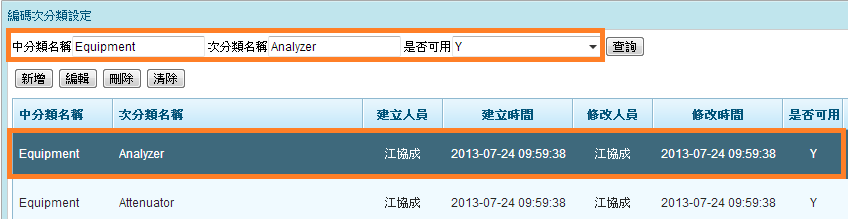 編碼次分類設定
中分類名稱 Equipment 次分類名稱 Analyzer 是否可用 Y 查詢
新增 編輯 刪除 清除
中分類名稱 次分類名稱 建立人員 建立時間 修改人員 修改時間 是否可用
Equipment Analyzer 江協成 2013-07-24 09:59:38 江協成 2013-07-24 09:59:38 Y
Equipment Attenuator 江協成 2013-07-24 09:59:38 江協成 2013-07-24 09:59:38 Y